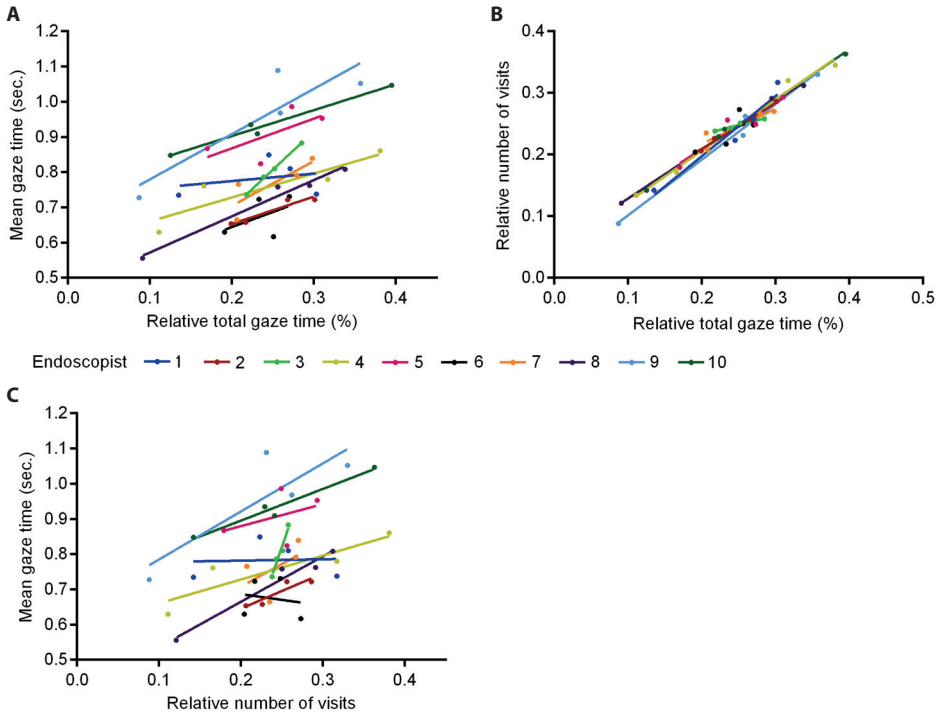 A
Mean gaze time (sec.)
1.2
1.1
1.0
0.9
0.8
0.7
0.6
0.5
0.0 0.1 0.2 0.3 0.4
Relative total gaze time (%)
B
Relative number of visits
0.4
0.3
0.2
0.1
0.0
0.0 0.1 0.2 0.3 0.4 0.5
Relative total gaze time (%)
Endoscopist 1 2 3 4 5 6 7 8 9 10
C
Mean gaze time (sec.)
1.2
1.1
1.0
0.9
0.8
0.7
0.6
0.5
0.0 0.1 0.2 0.3 0.4
Relative number of visits